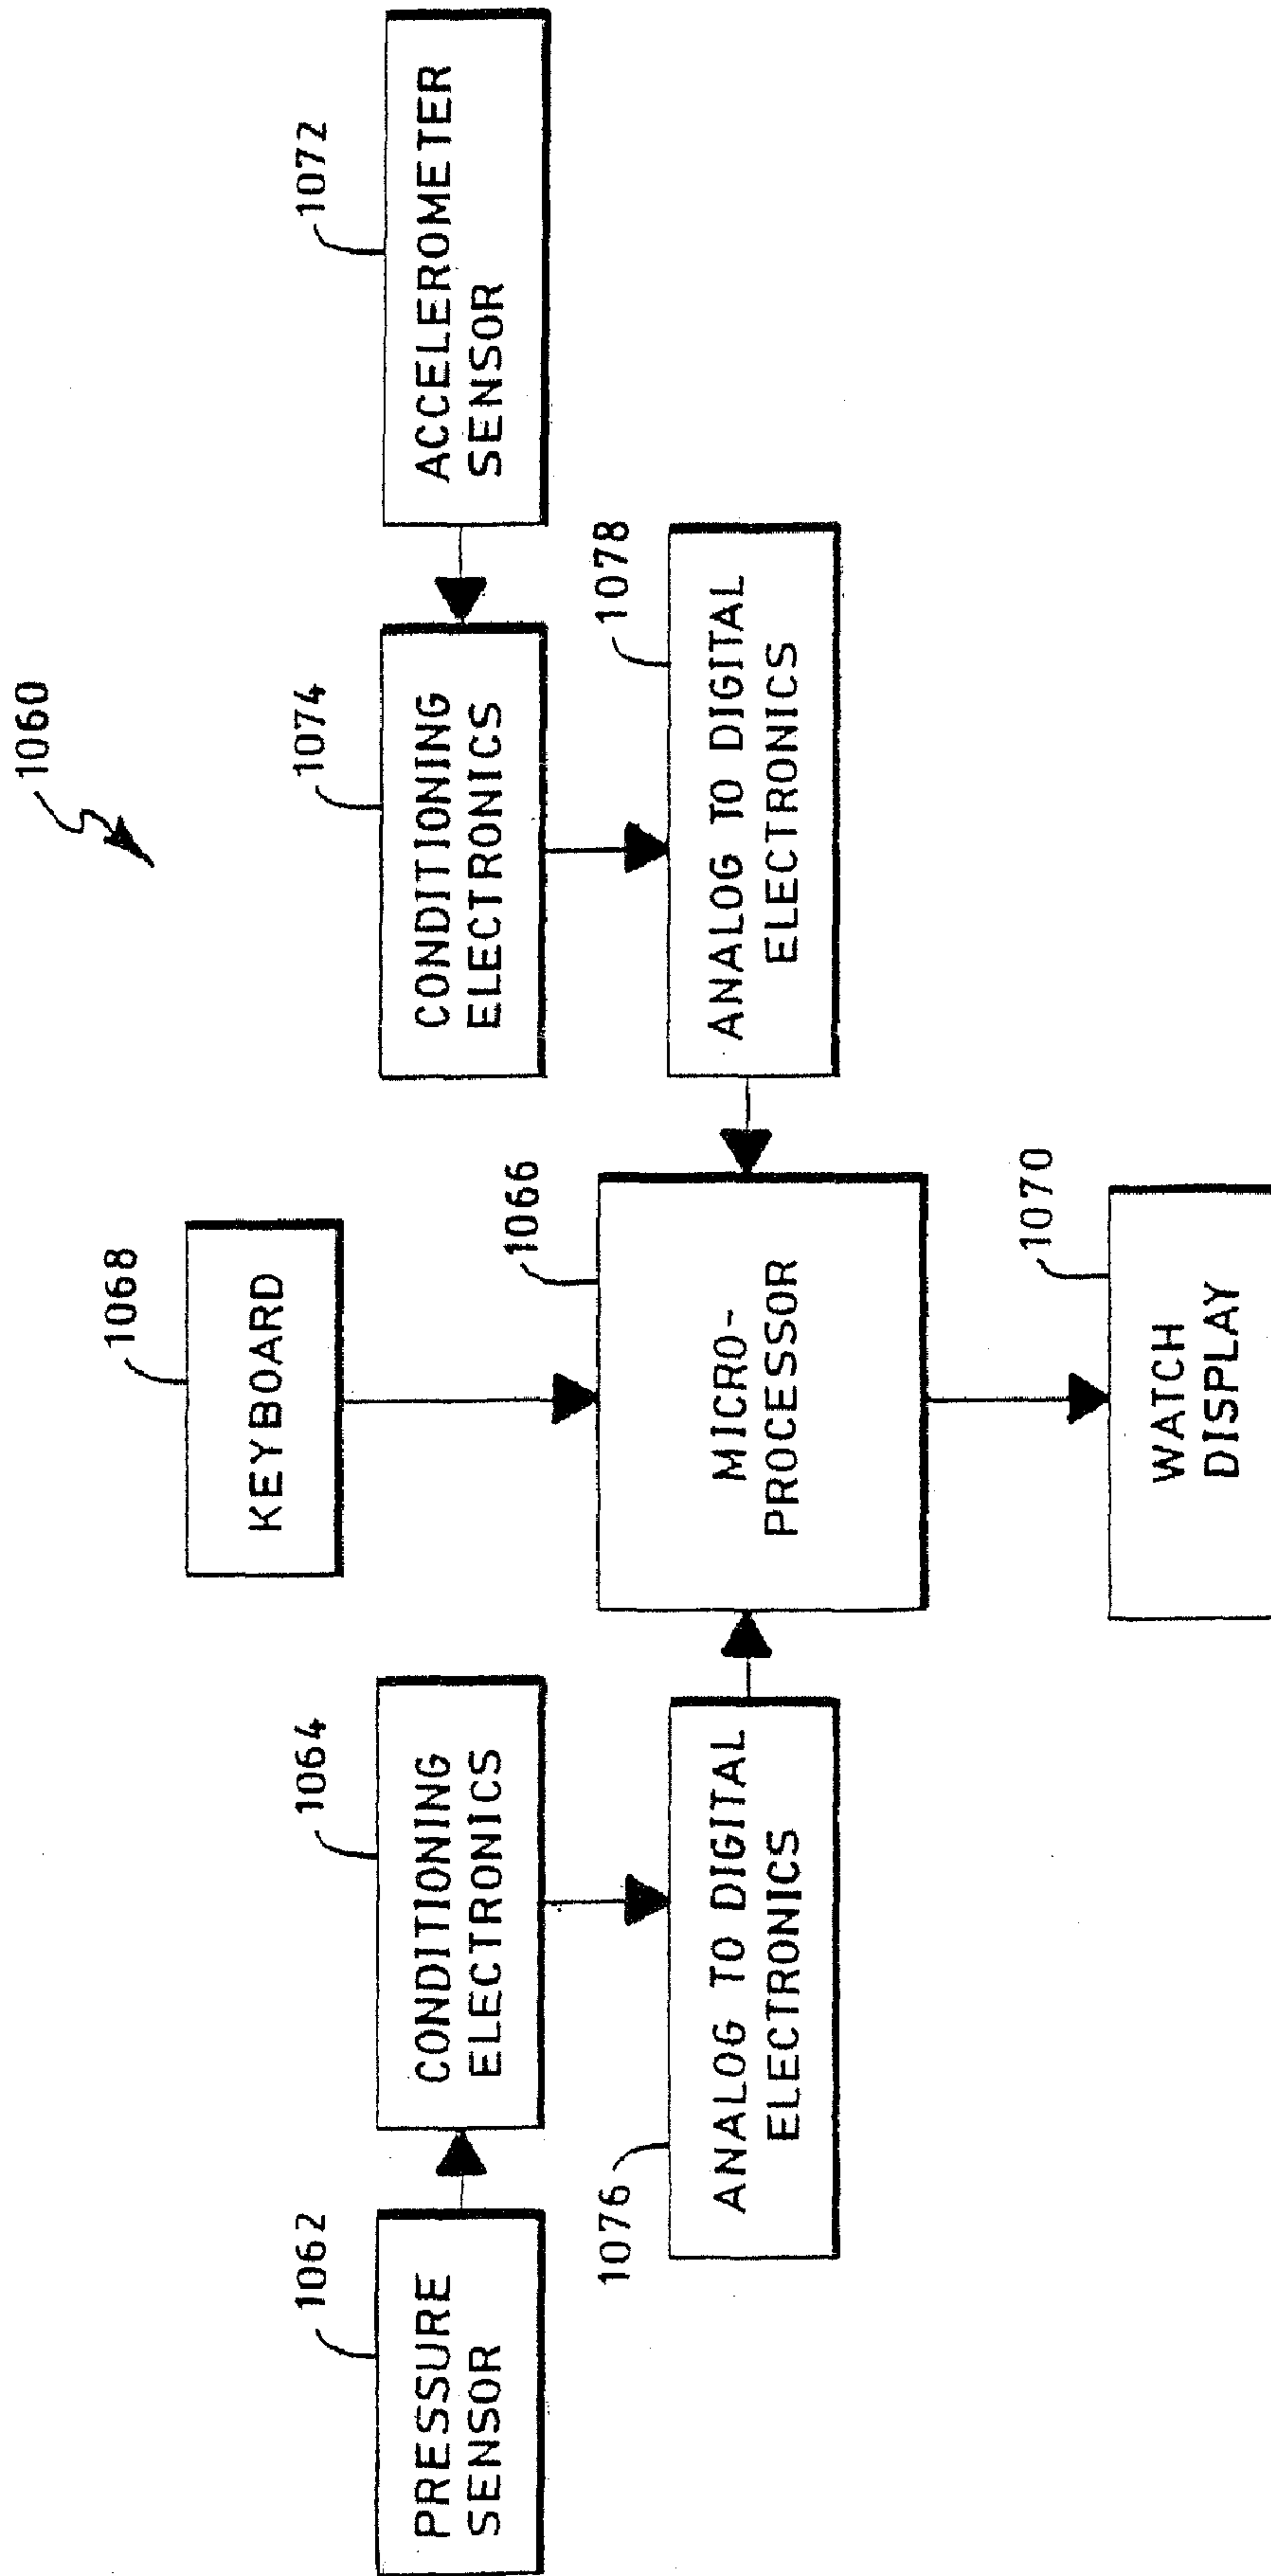 1060
1068
KEYBOARD
1062
PRESSURE
SENSOR
1064
CONDITIONING
ELECTRONICS
1074
CONDITIONING
ELECTRONICS
1072
ACCELEROMETER
SENSOR
1076
ANALOG TO DIGITAL
ELECTRONICS
1066
MICRO-
PROCESSOR
1078
ANALOG TO DIGITAL
ELECTRONICS
1070
WATCH
DISPLAY